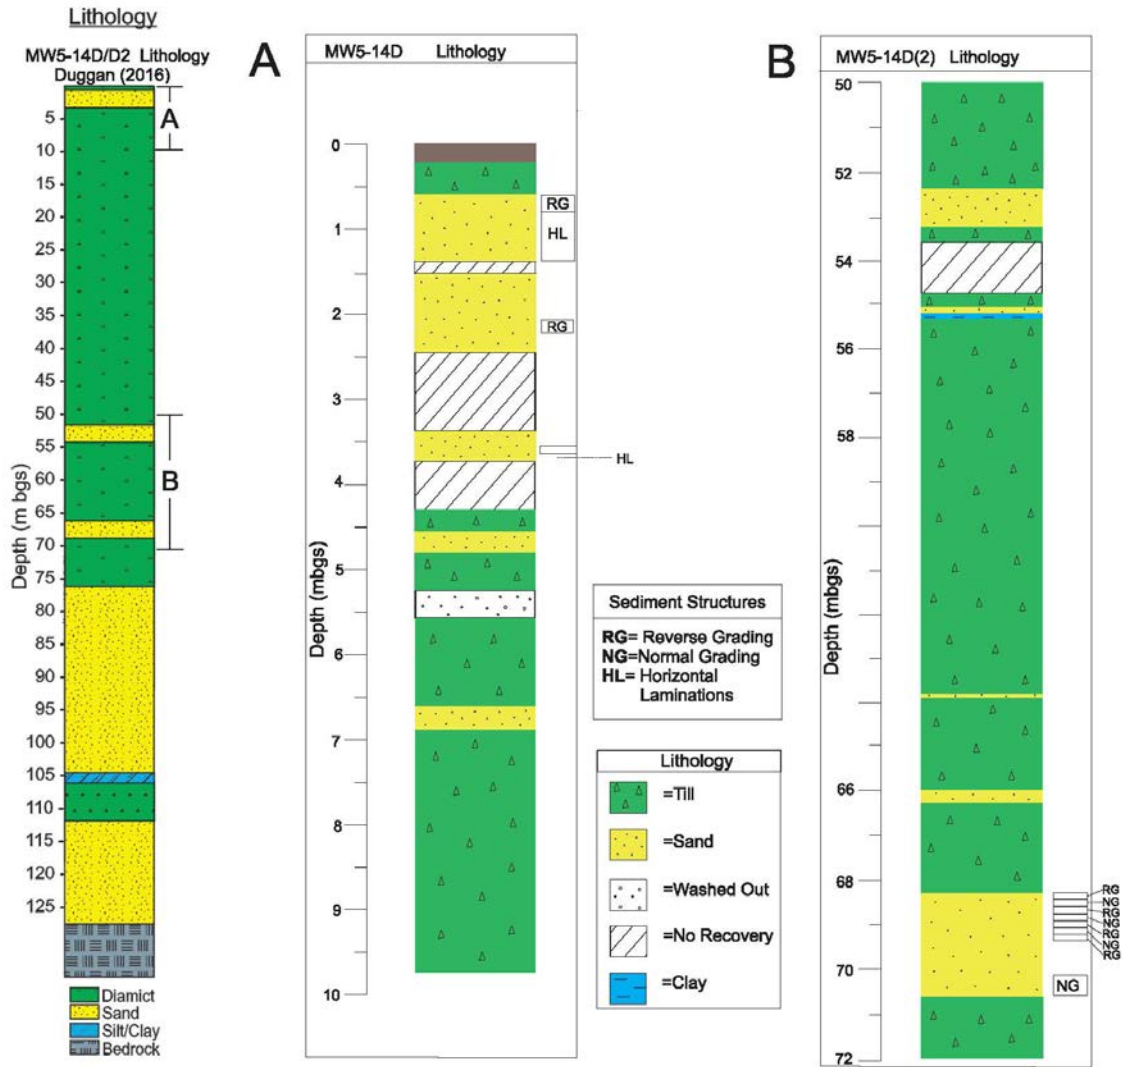 Lithology
MW5-14D/D2 Lithology
Duggan (2016)
5
10
15
20
25
30
35
40
45
50
55
60
65
70
75
80
85
90
95
100
105
110
115
120
125
Depth (m bgs)
A
B
Diamict
Sand
Silt/Clay
Bedrock
A
MW5-14D Lithology
0
1
2
3
4
5
6
7
8
9
10
Depth (mbgs)
RG
HL
RG
HL
Sediment Structures
RG= Reverse Grading
NG=Normal Grading
HL= Horizontal
Laminations
Lithology
=Till
=Sand
=Washed Out
=No Recovery
=Clay
B
MW5-14D(2) Lithology
50
52
54
56
58
66
68
70
72
Depth (mbgs)
RG
NG
RG
NG
RG
NG
RG
NG